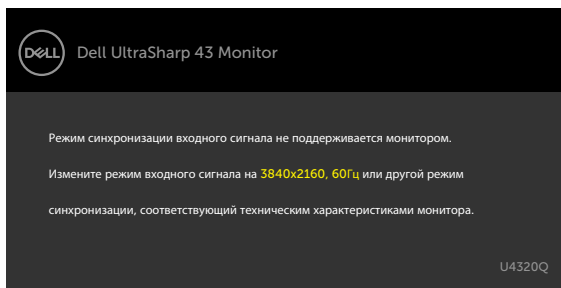 DELL
Dell UltraSharp 43 Monitor
Режим синхронизации входного сигнала не поддерживается монитором.
Измените режим входного сигнала на 3840x2160, 60Гц или другой режим
синхронизации, соответствующий техническим характеристиками монитора.
U4320Q